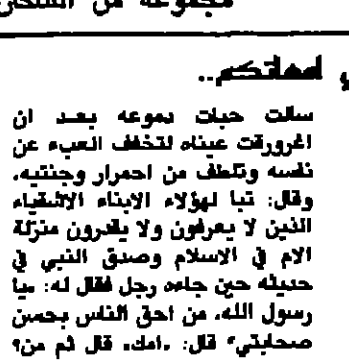 مجموعة من
امهاتكم..
سالت حبات دموعه بعد ان
اغرورقت عيناه لتخفف العبء عن
نفسه وتلطف من احمرار وجنتيه،
وقال: تبا لهؤلاء الابناء الاشقياء
الذين لا يعرفون ولا يقدرون منزلة
الام في الاسلام وصدق النبي في
حديثه حين جاءه رجل فقال له: «يا
رسول الله، من احق الناس بحسن
صحابتي؟ قال: «امك» قال ثم من؟